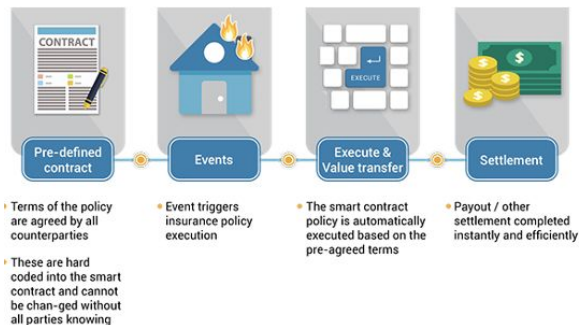 CONTRACT
EXECUTE
$
$
$
$
Pre-defined
contract
Events
Execute &
Value transfer
Settlement
• Terms of the policy
are agreed by all
counterparties
• These are hard
coded into the smart
contract and cannot
be chan-ged without
all parties knowing
• Event triggers
insurance policy
execution
• The smart contract
policy is automatically
executed based on the
pre-agreed terms
• Payout / other
settlement completed
instantly and efficiently